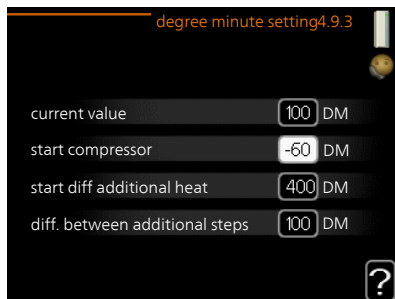 degree minute setting4.9.3
current value 100 DM
start compressor -60 DM
start diff additional heat 400 DM
diff. between additional steps 100 DM
?